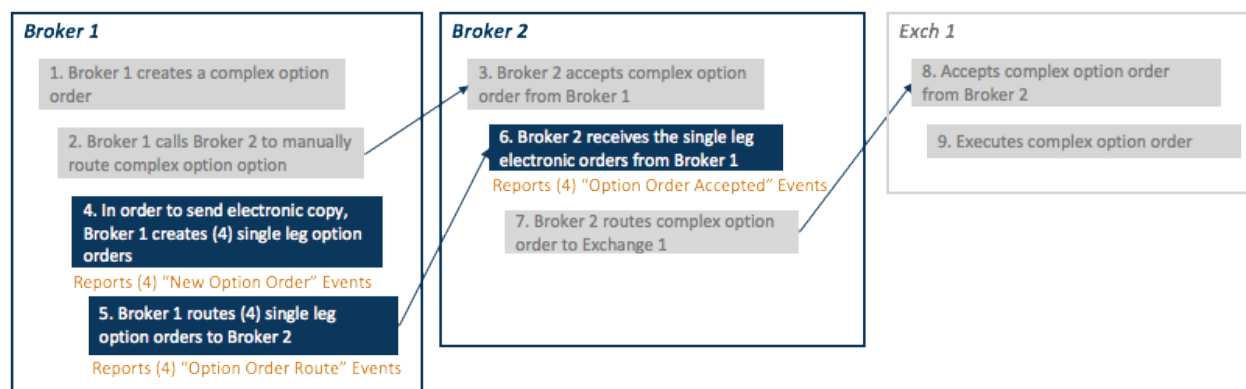 Broker 1
1. Broker 1 creates a complex option
order
2. Broker 1 calls Broker 2 to manually
route complex option option
4. In order to send electronic copy,
Broker 1 creates (4) single leg option
orders
Reports (4) "New Option Order" Events
5. Broker 1 routes (4) single leg
option orders to Broker 2
Reports (4) "Option Order Route" Events
Broker 2
3. Broker 2 accepts complex option
order from Broker 1
6. Broker 2 receives the single leg
electronic orders from Broker 1
Reports (4) "Option Order Accepted" Events
7. Broker 2 routes complex option
order to Exchange 1
Exch 1
8. Accepts complex option order
from Broker 2
9. Executes complex option order